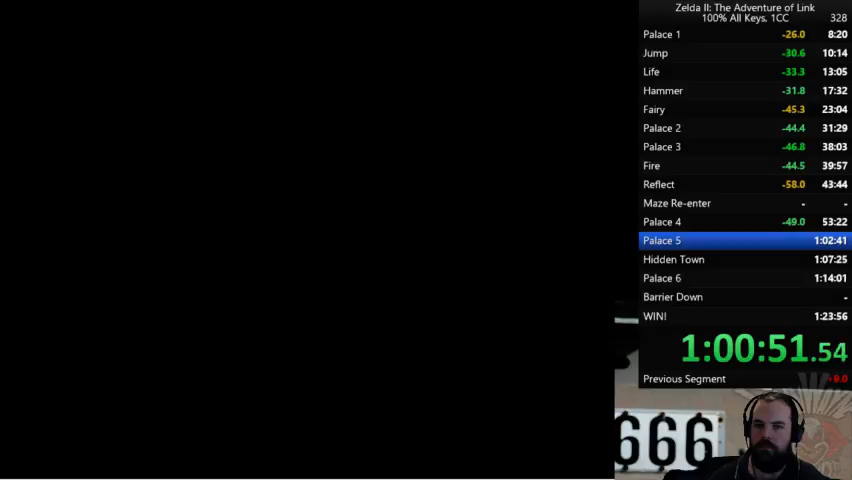 Zelda II: The Adventure of Link
100% All Keys, 1CC 328
Palace 1 -26.0 8:20
Jump -30.6 10:14
Life -33.3 13:05
Hammer -31.8 17:32
Fairy -45.3 23:04
Palace 2 -44.4 31:29
Palace 3 -46.8 38:03
Fire -44.5 39:57
Reflect -58.0 43:44
Maze Re-enter - -
Palace 4 -49.0 53:22
Palace 5 1:02:41
Hidden Town 1:07:25
Palace 6 1:14:01
Barrier Down -
WIN! 1:23:56
1:00:51.54
Previous Segment +9.0
666